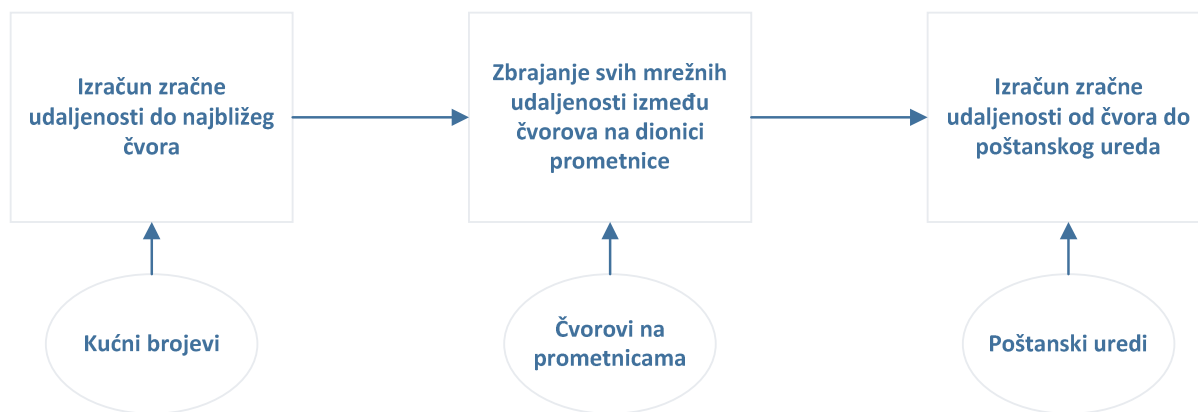 Izračun zračne
udaljenosti do najbližeg
čvora
Zbrajanje svih mrežnih
udaljenosti između
čvorova na dionici
prometnice
Izračun zračne
udaljenosti od čvora do
poštanskog ureda
Kućni brojevi
Čvorovi na
prometnicama
Poštanski uredi